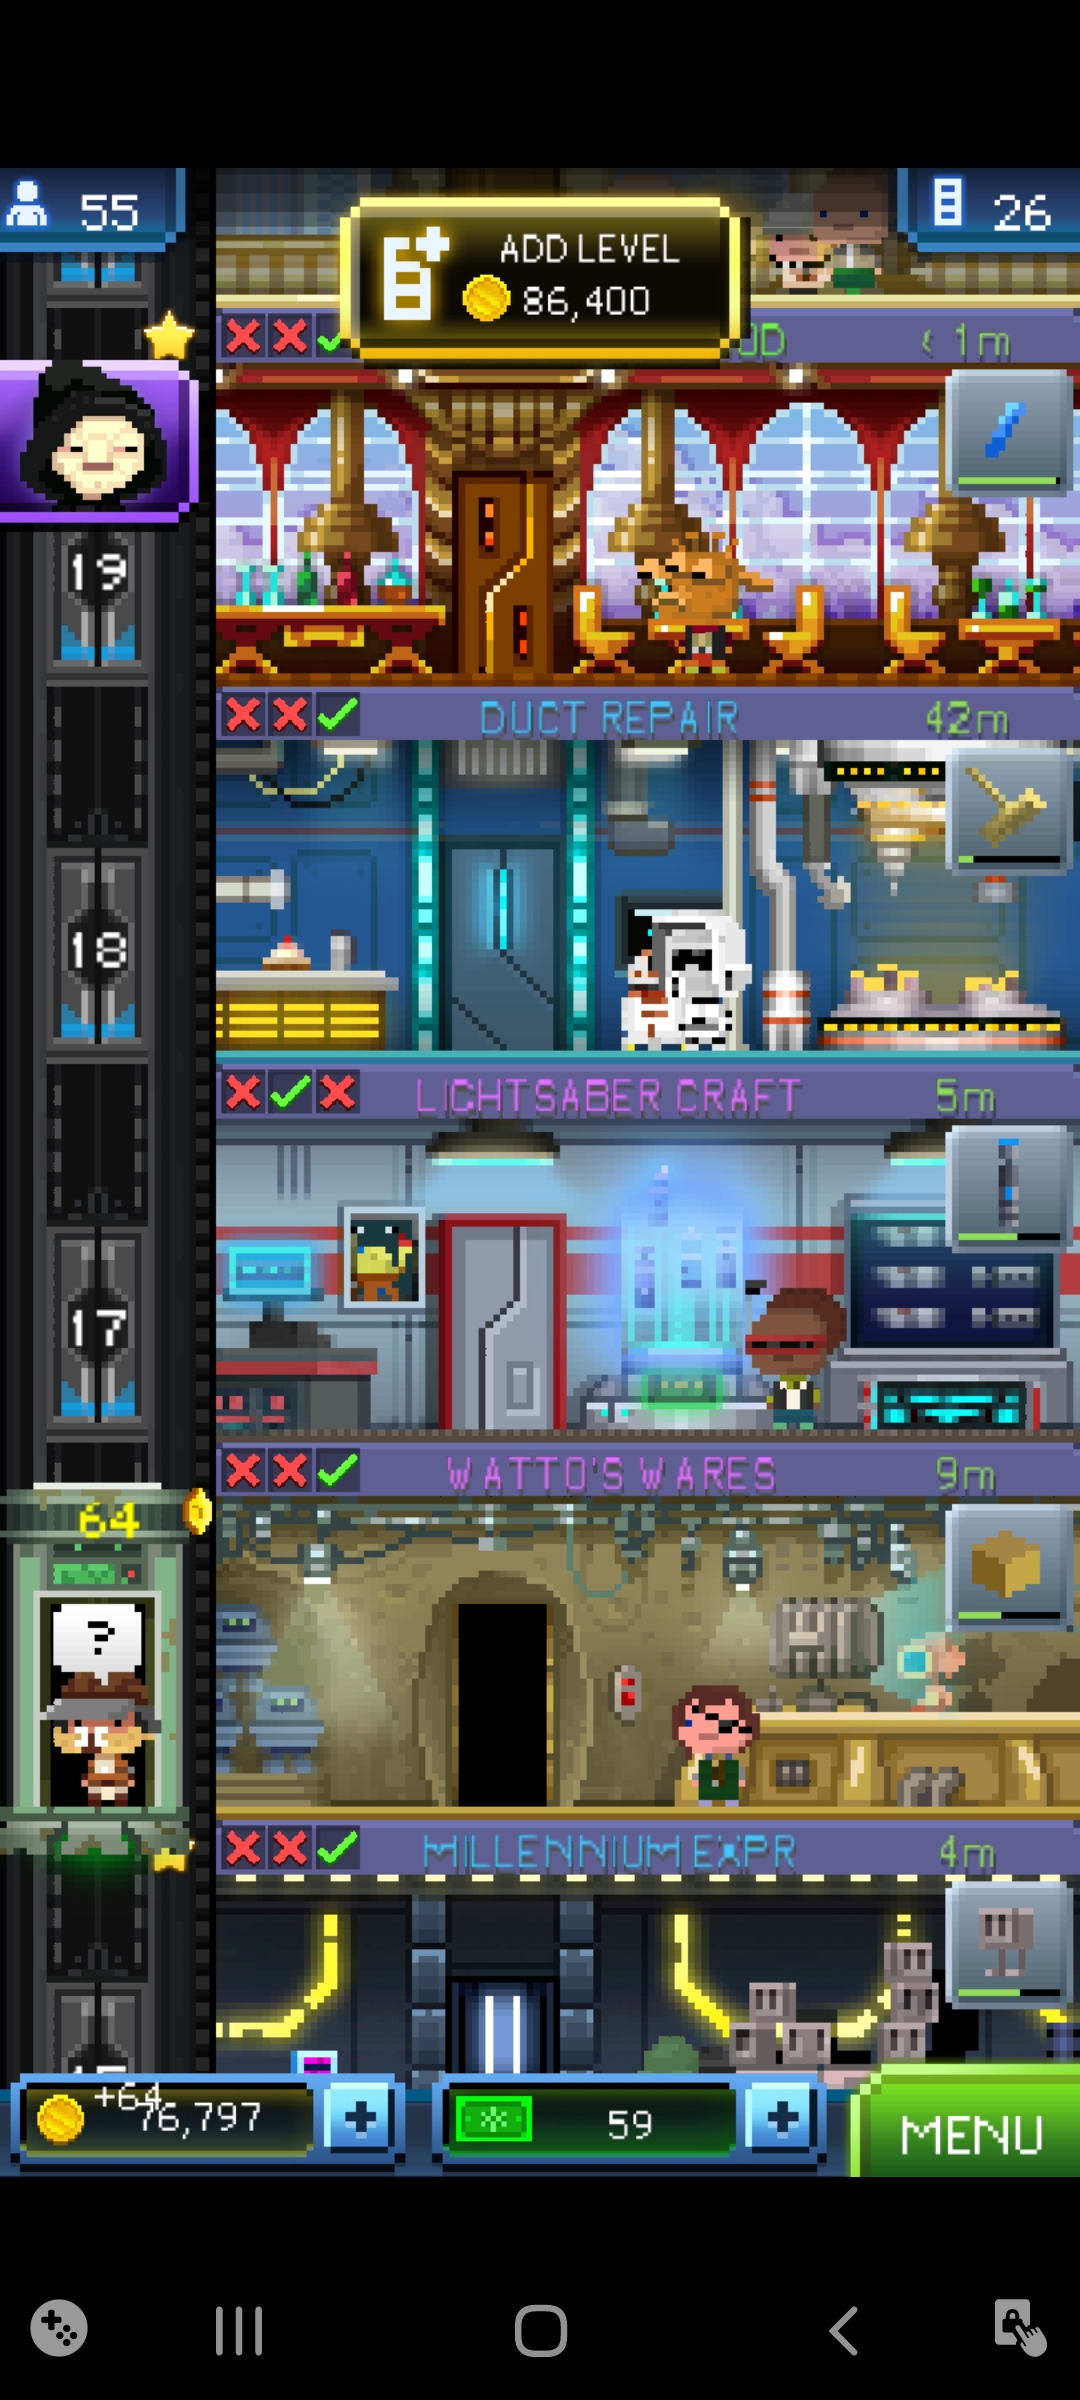 55
ADD LEVEL
86,400
26
OD < 1m
19
DUCT REPAIR 42m
18
LIGHTSABER CRAFT 5m
17
WATTO'S WARES 9m
64
?
MILLENNIUM EXPR 4m
+64
76,797
59
MENU